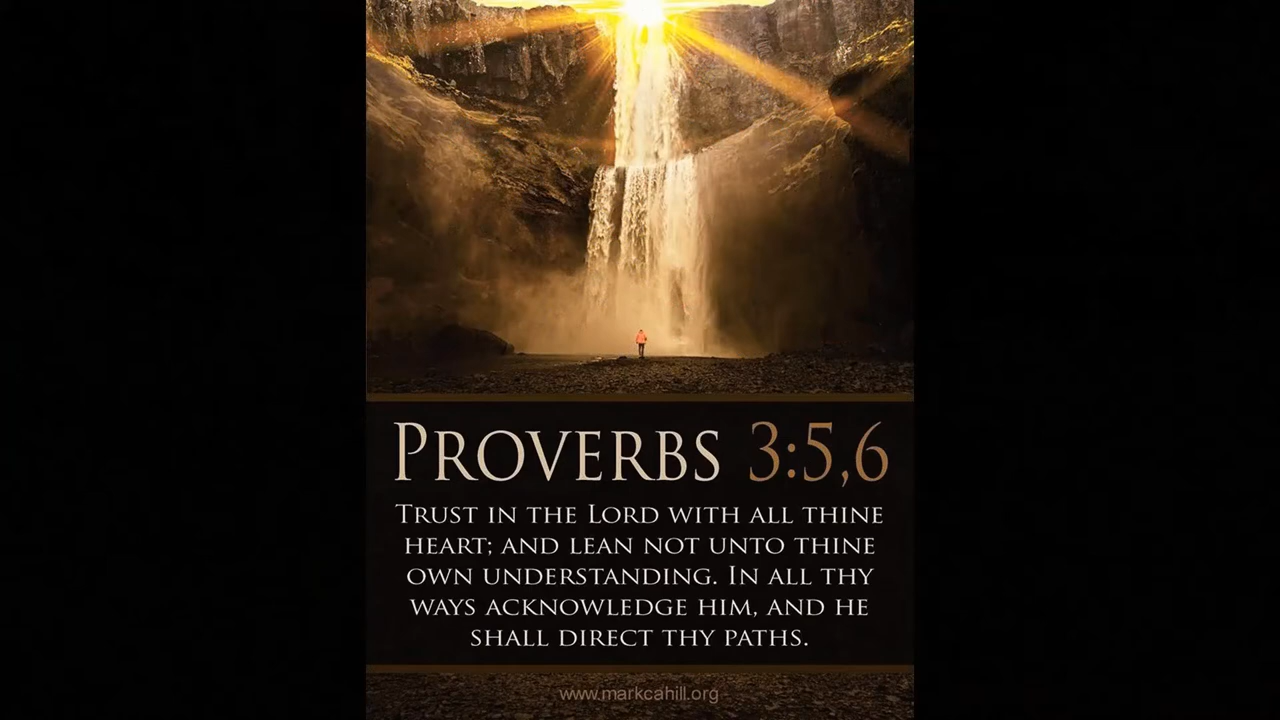 PROVERBS 3:5,6
TRUST IN THE LORD WITH ALL THINE
HEART; AND LEAN NOT UNTO THINE
OWN UNDERSTANDING. IN ALL THY
WAYS ACKNOWLEDGE HIM, AND HE
SHALL DIRECT THY PATHS.
www.markcahill.org